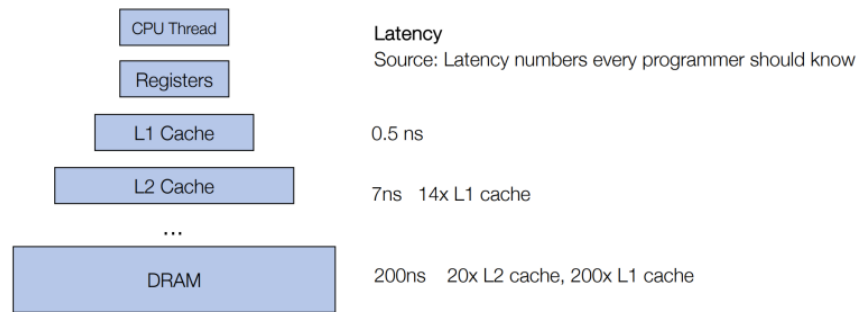 CPU Thread
Latency
Source: Latency numbers every programmer should know
Registers
L1 Cache
0.5 ns
L2 Cache
7ns 14x L1 cache
...
DRAM
200ns 20x L2 cache, 200x L1 cache